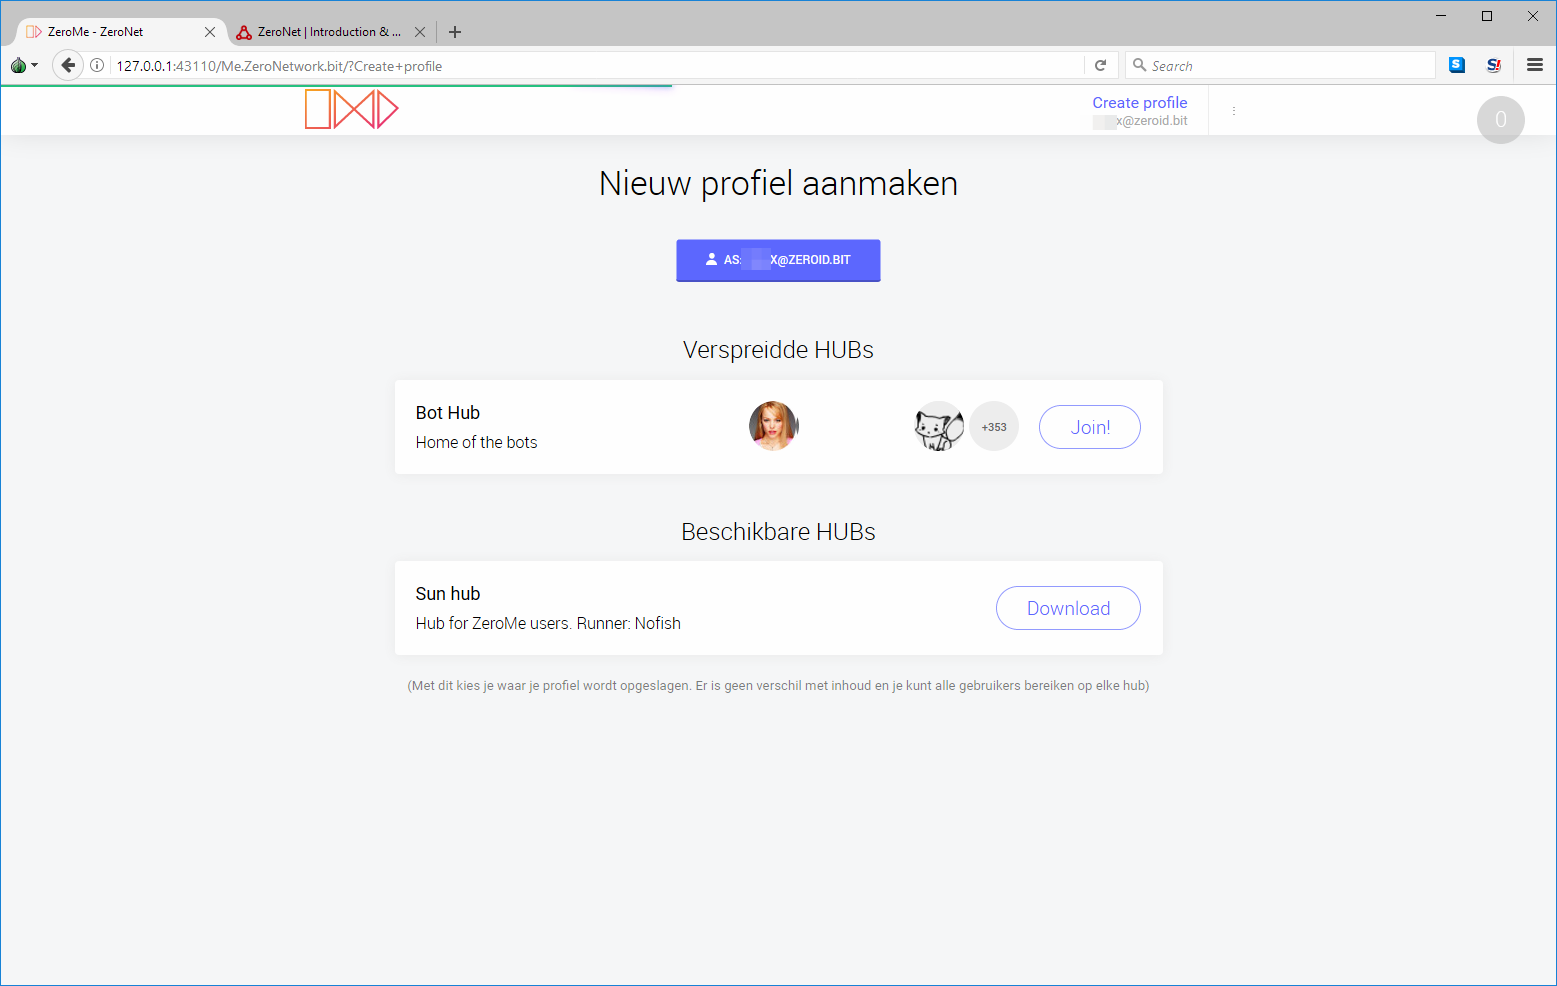 ZeroMe - ZeroNet
ZeroNet | Introduction & ...
127.0.0.1:43110/Me.ZeroNetwork.bit/?Create+profile
Search
Create profile
x@zeroid.bit
0
Nieuw profiel aanmaken
AS: X@ZEROID.BIT
Verspreidde HUBs
Bot Hub
Home of the bots
+353
Join!
Beschikbare HUBs
Sun hub
Hub for ZeroMe users. Runner: Nofish
Download
(Met dit kies je waar je profiel wordt opgeslagen. Er is geen verschil met inhoud en je kunt alle gebruikers bereiken op elke hub)